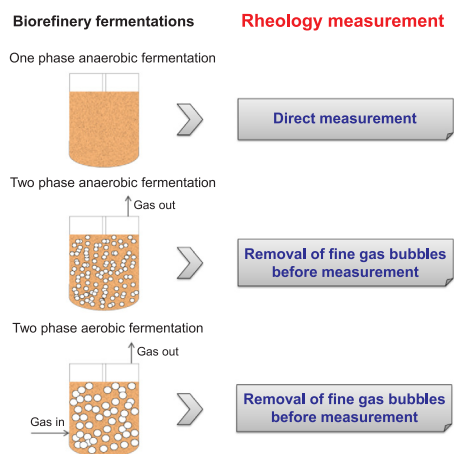 Biorefinery fermentations
Rheology measurement
One phase anaerobic fermentation
Direct measurement
Two phase anaerobic fermentation
Gas out
Removal of fine gas bubbles
before measurement
Two phase aerobic fermentation
Gas out
Gas in
Removal of fine gas bubbles
before measurement